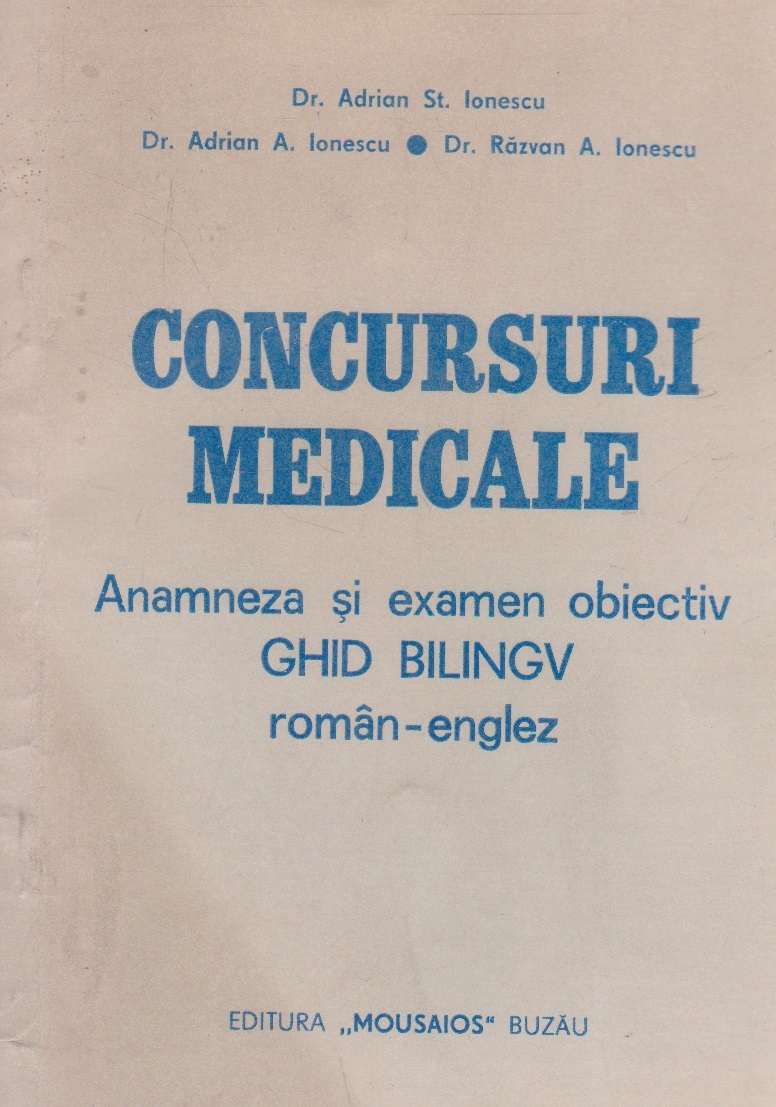 Dr. Adrian St. Ionescu
Dr. Adrian A. Ionescu ● Dr. Răzvan A. Ionescu
CONCURSURI
MEDICALE
Anamneza și examen obiectiv
GHID BILINGV
român-englez
EDITURA „MOUSAIOS“ BUZĂU